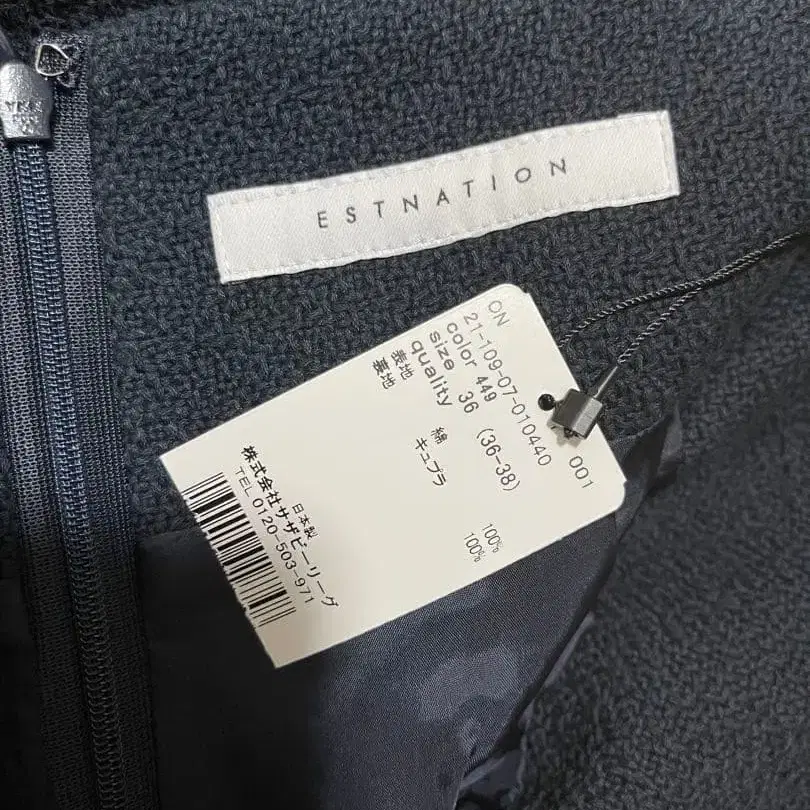 YKK
ESTNATION
ON
21-109-07-010440 001
color 449
size 36 (36-38)
quality
表地 綿 100%
裏地 キュプラ 100%
日本製
株式会社サザビーリーグ
TEL 0120-503-971